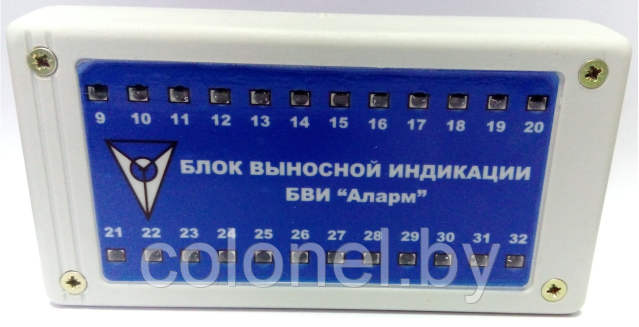 9 10 11 12 13 14 15 16 17 18 19 20
БЛОК ВЫНОСНОЙ ИНДИКАЦИИ
БВИ “Аларм”
21 22 23 24 25 26 27 28 29 30 31 32
colonel.by